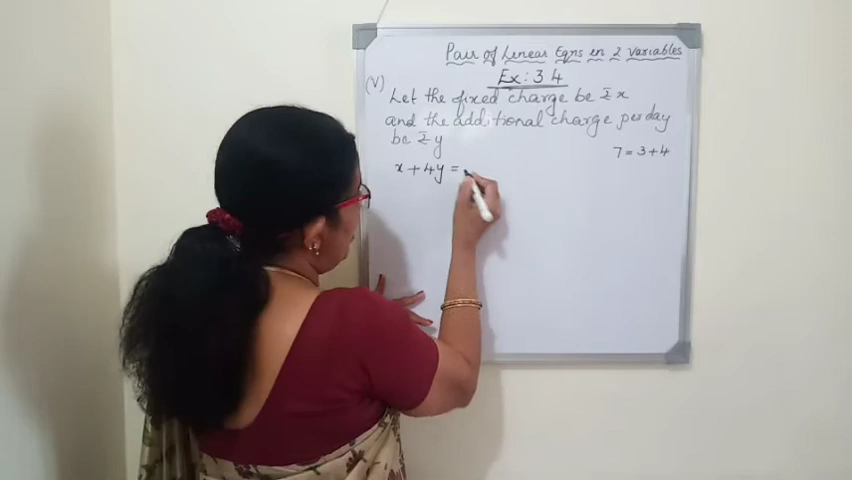 Pair of Linear Eqns in 2 variables
Ex: 3 4
(V) Let the fixed charge be ₹ x
and the additional charge per day
be ₹ y
7 = 3 + 4
x + 4y =